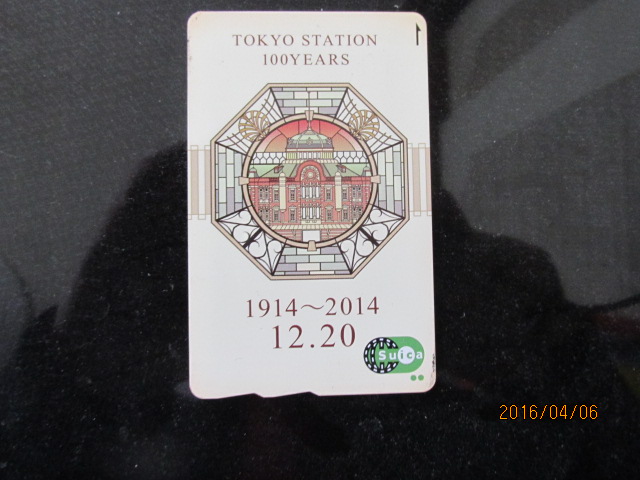 TOKYO STATION
100YEARS
1914～2014
12.20
Suica
2016/04/06